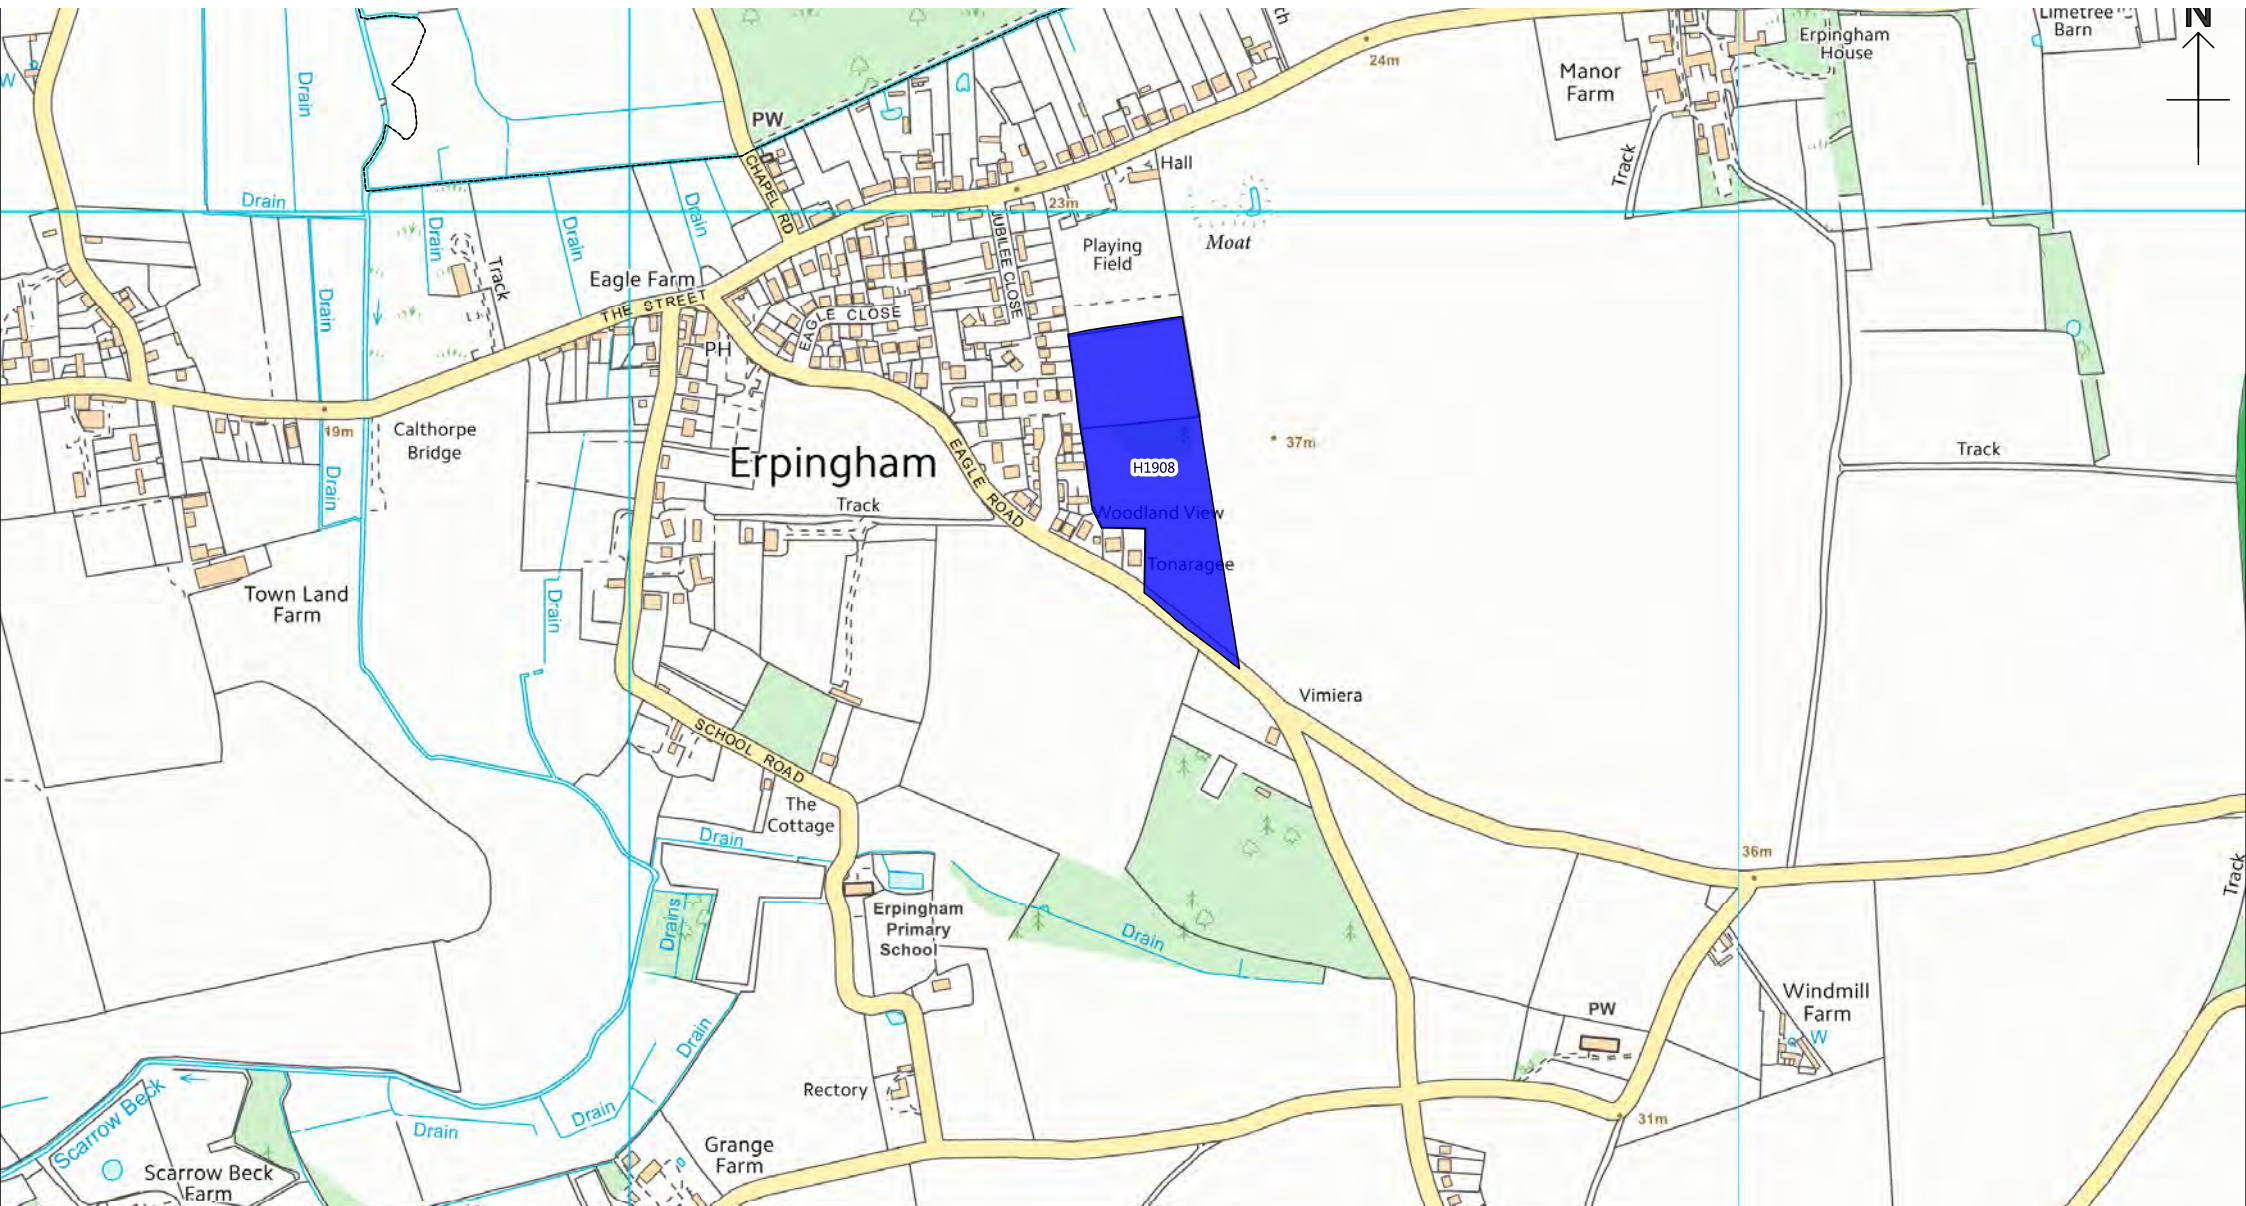 N
Limetree
Barn
Erpingham
House
24m
Manor
Farm
Track
ch
W
Drain
PW
CHAPEL RD
Hall
23m
Drain
Drain
Drain
Drain
Track
Playing
Field
Moat
JUBILEE CLOSE
Eagle Farm
THE STREET
EAGLE CLOSE
PH
Drain
19m
Calthorpe
Bridge
Drain
Erpingham
EAGLE ROAD
Track
37m
H1908
Woodland View
Tonaragee
Track
Town Land
Farm
Drain
Vimiera
SCHOOL ROAD
The
Cottage
Drain
36m
Track
Erpingham
Primary
School
Drains
Drain
Windmill
Farm
W
PW
Drain
Rectory
31m
Scarrow Beck
Drain
Drain
Grange
Farm
Scarrow Beck
Farm